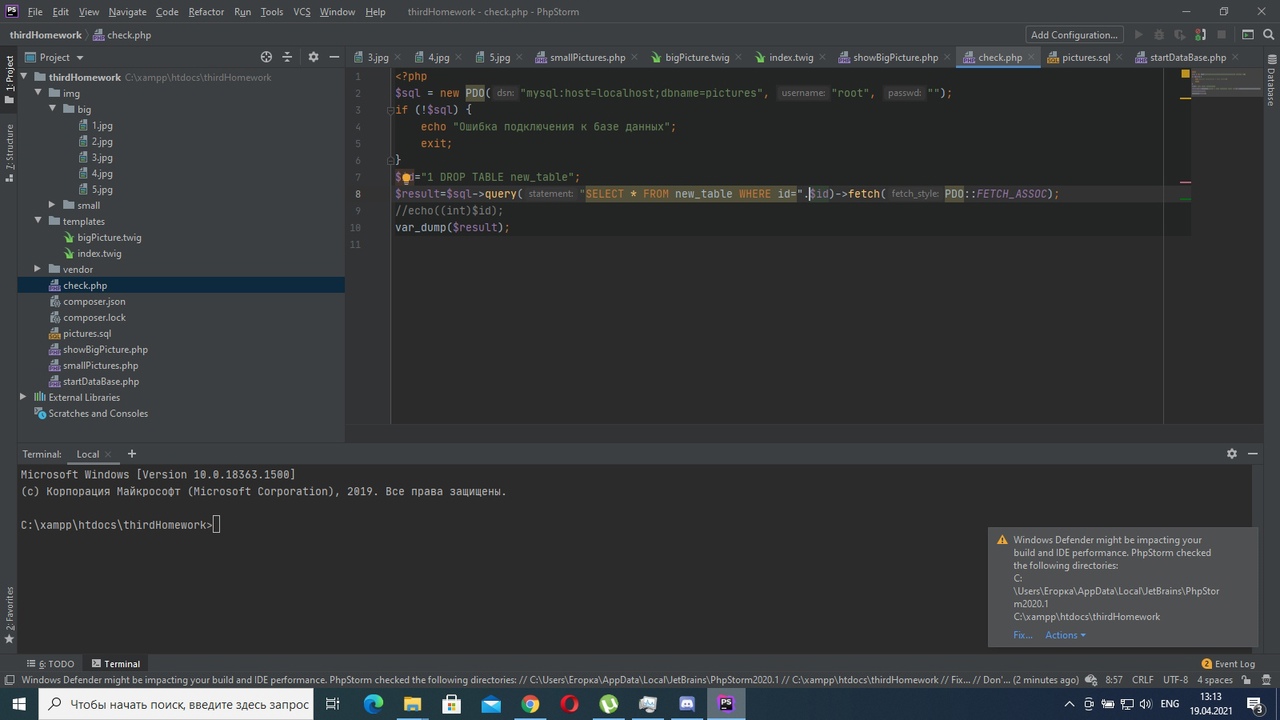 File Edit View Navigate Code Refactor Run Tools VCS Window Help thirdHomework - check.php - PhpStorm
thirdHomework check.php Add Configuration...
Project 3.jpg 4.jpg 5.jpg smallPictures.php bigPicture.twig index.twig showBigPicture.php check.php pictures.sql startDataBase.php
1: Project
7: Structure
2: Favorites
Database
thirdHomework C:\xampp\htdocs\thirdHomework
img
big
1.jpg
2.jpg
3.jpg
4.jpg
5.jpg
small
templates
bigPicture.twig
index.twig
vendor
check.php
composer.json
composer.lock
pictures.sql
showBigPicture.php
smallPictures.php
startDataBase.php
External Libraries
Scratches and Consoles
1 <?php
2 $sql = new PDO( dsn: "mysql:host=localhost;dbname=pictures", username: "root", passwd: "");
3 if (!$sql) {
4 echo "Ошибка подключения к базе данных";
5 exit;
6 }
7 $id="1 DROP TABLE new_table";
8 $result=$sql->query( statement: "SELECT * FROM new_table WHERE id=".$id)->fetch( fetch_style: PDO::FETCH_ASSOC);
9 //echo((int)$id);
10 var_dump($result);
11
Terminal: Local +
Microsoft Windows [Version 10.0.18363.1500]
(c) Корпорация Майкрософт (Microsoft Corporation), 2019. Все права защищены.
C:\xampp\htdocs\thirdHomework>
Windows Defender might be impacting your
build and IDE performance. PhpStorm checked
the following directories:
C:
\Users\Егорка\AppData\Local\JetBrains\PhpStor
m2020.1
C:\xampp\htdocs\thirdHomework
Fix... Actions
6: TODO Terminal 2 Event Log
Windows Defender might be impacting your build and IDE performance. PhpStorm checked the following directories: // C:\Users\Егорка\AppData\Local\JetBrains\PhpStorm2020.1 // C:\xampp\htdocs\thirdHomework // Fix... // Don'... (2 minutes ago) 8:57 CRLF UTF-8 4 spaces
Чтобы начать поиск, введите здесь запрос ENG 13:13
19.04.2021 3